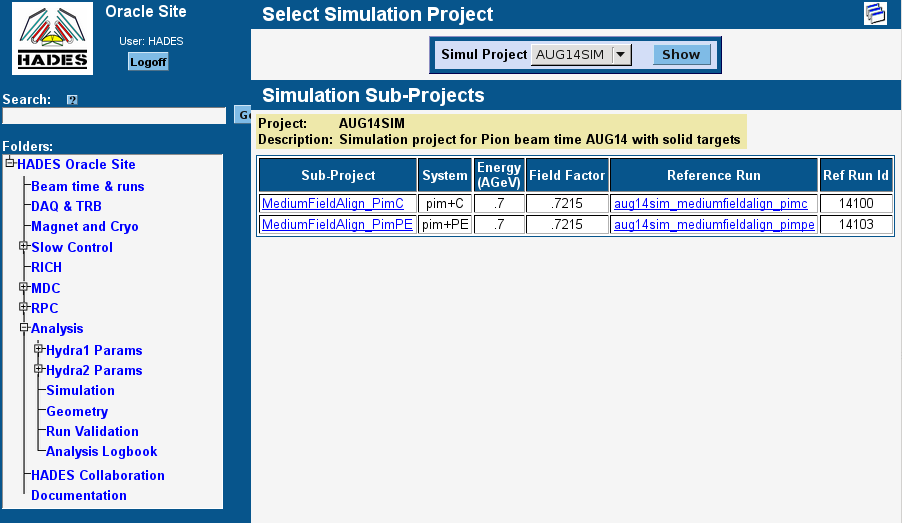 HADES
Oracle Site
User: HADES
Logoff
Search:
?
Folders:
HADES Oracle Site
Beam time & runs
DAQ & TRB
Magnet and Cryo
Slow Control
RICH
MDC
RPC
Analysis
Hydra1 Params
Hydra2 Params
Simulation
Geometry
Run Validation
Analysis Logbook
HADES Collaboration
Documentation
Select Simulation Project
Simul Project AUG14SIM Show
Simulation Sub-Projects
Project: AUG14SIM
Description: Simulation project for Pion beam time AUG14 with solid targets
Sub-Project System Energy (AGeV) Field Factor Reference Run Ref Run Id
MediumFieldAlign_PimC pim+C .7 .7215 aug14sim_mediumfieldalign_pimc 14100
MediumFieldAlign_PimPE pim+PE .7 .7215 aug14sim_mediumfieldalign_pimpe 14103